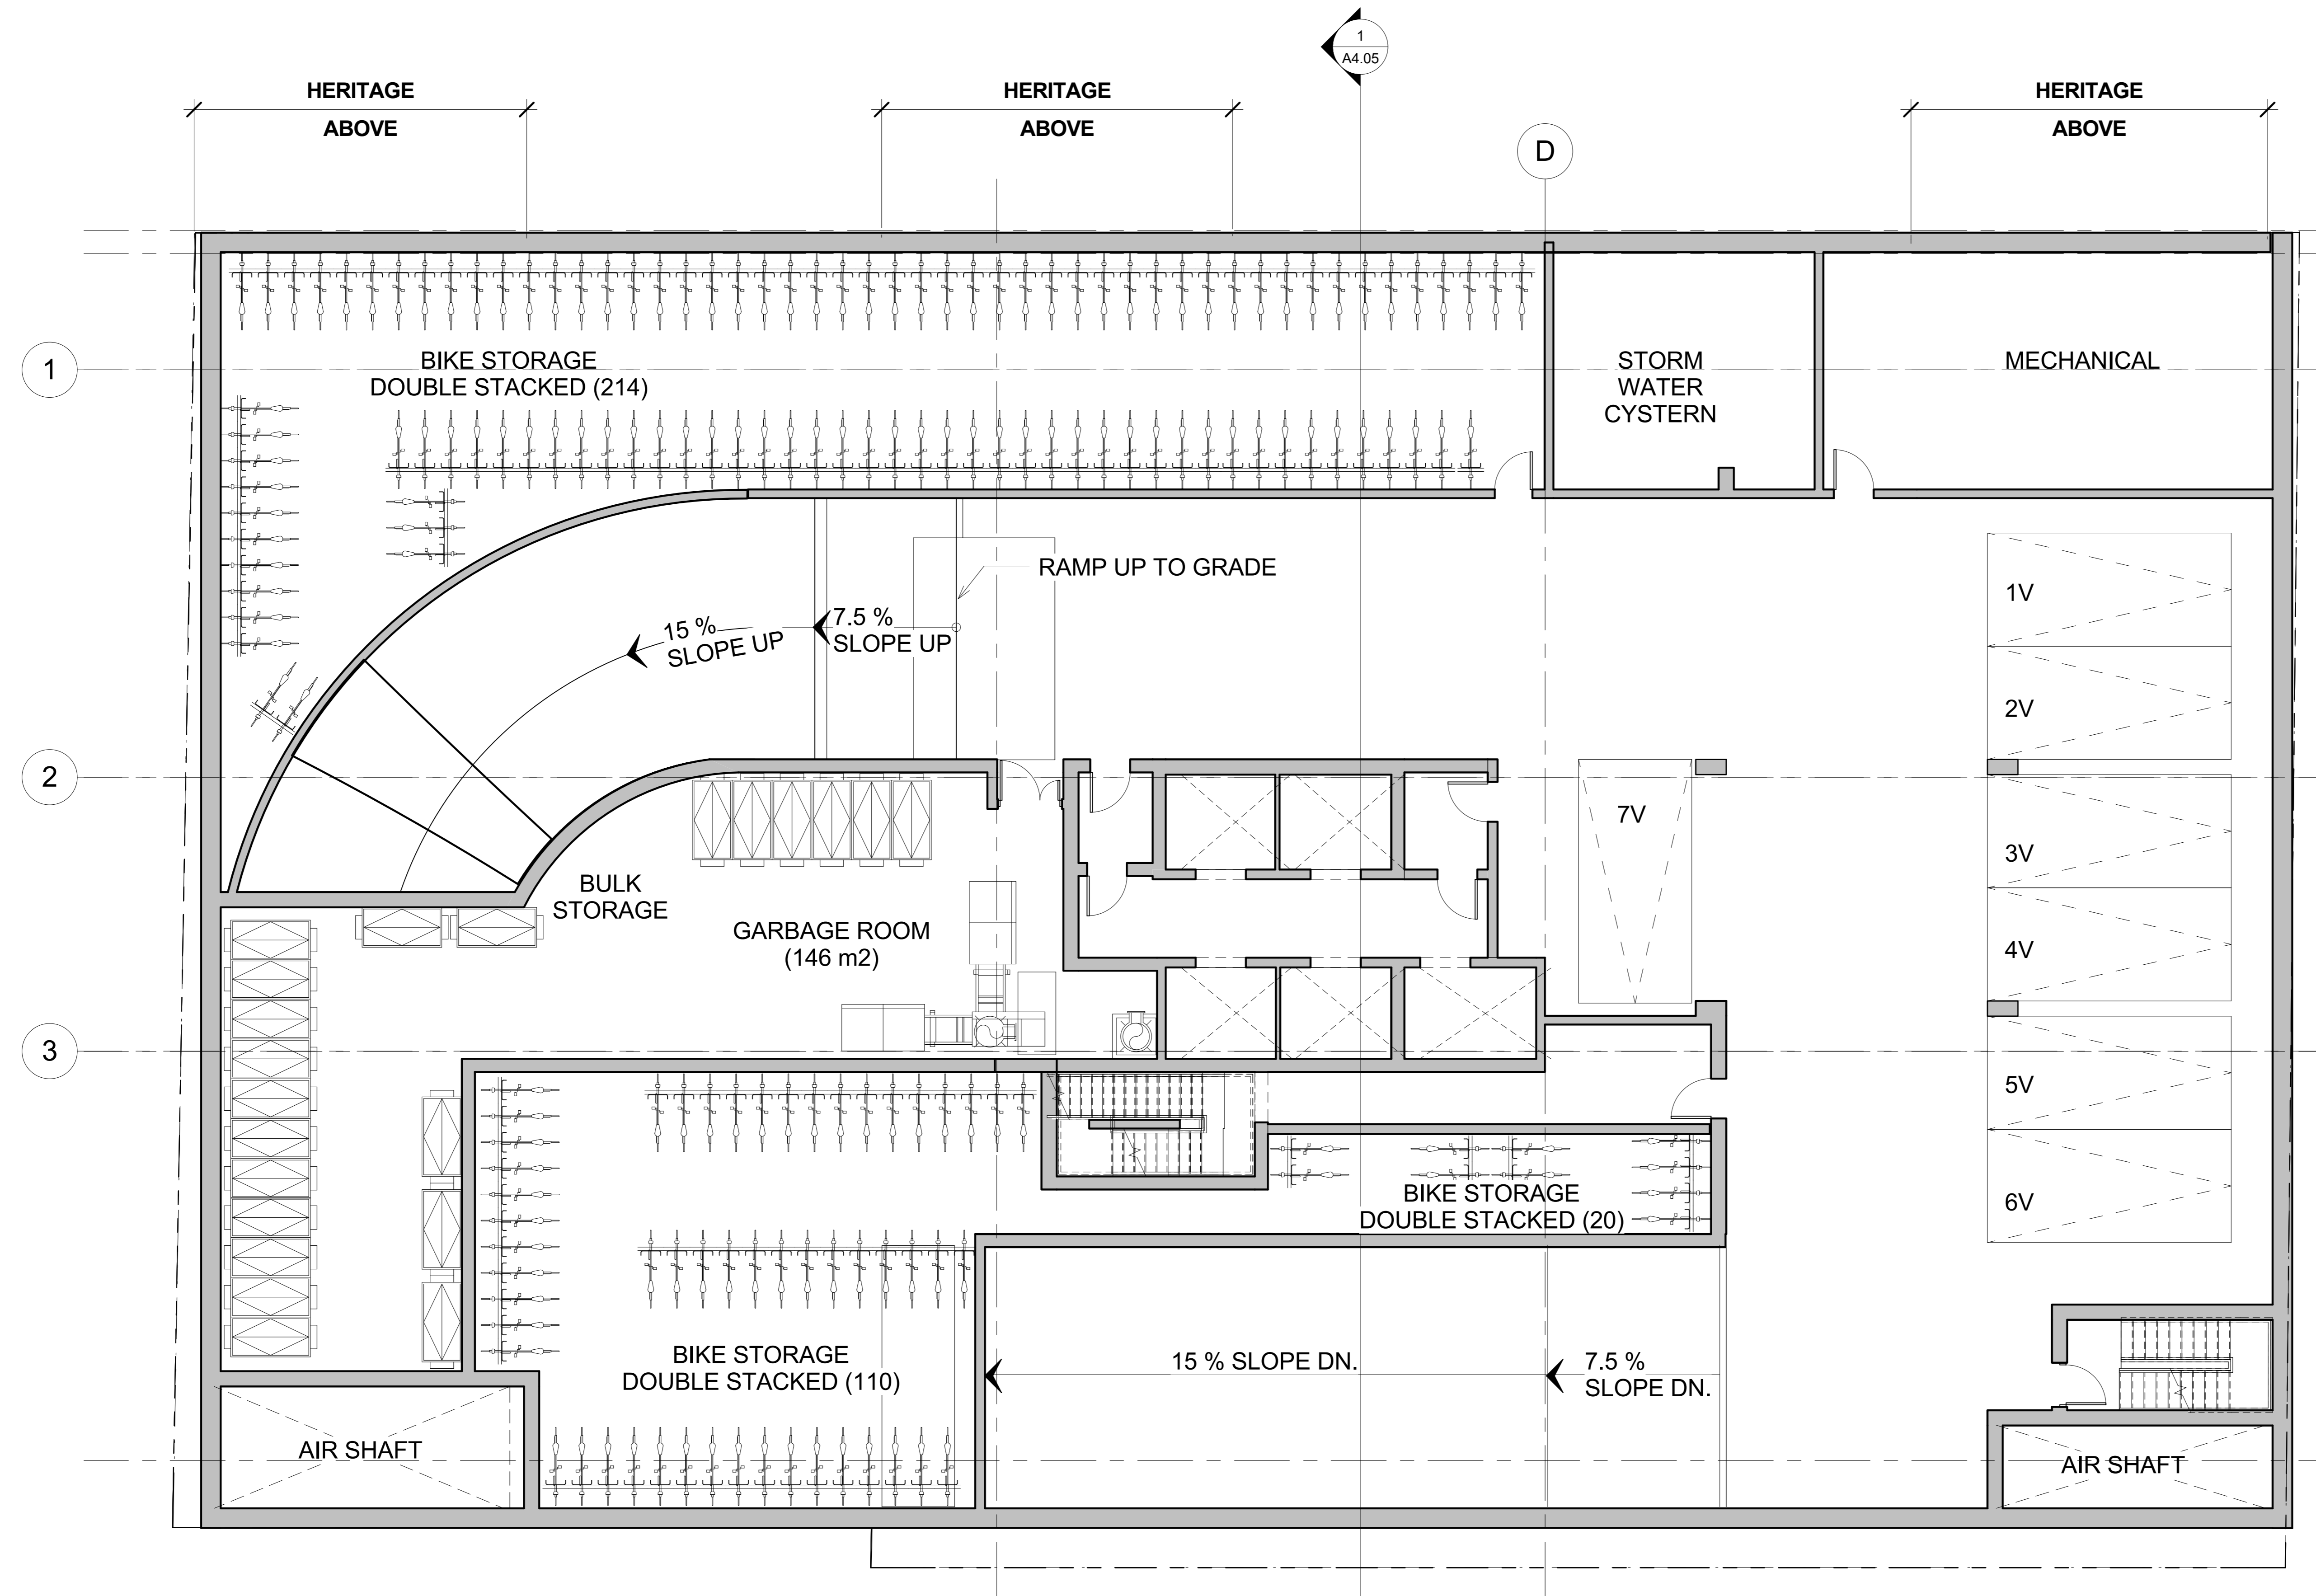 1
A4.05
HERITAGE
ABOVE
HERITAGE
ABOVE
HERITAGE
ABOVE
D
1
BIKE STORAGE
DOUBLE STACKED (214)
STORM
WATER
CYSTERN
MECHANICAL
RAMP UP TO GRADE
15 %
SLOPE UP
7.5 %
SLOPE UP
1V
2V
2
7V
3V
BULK
STORAGE
GARBAGE ROOM
(146 m2)
4V
3
5V
6V
BIKE STORAGE
DOUBLE STACKED (20)
BIKE STORAGE
DOUBLE STACKED (110)
15 % SLOPE DN.
7.5 %
SLOPE DN.
AIR SHAFT
AIR SHAFT